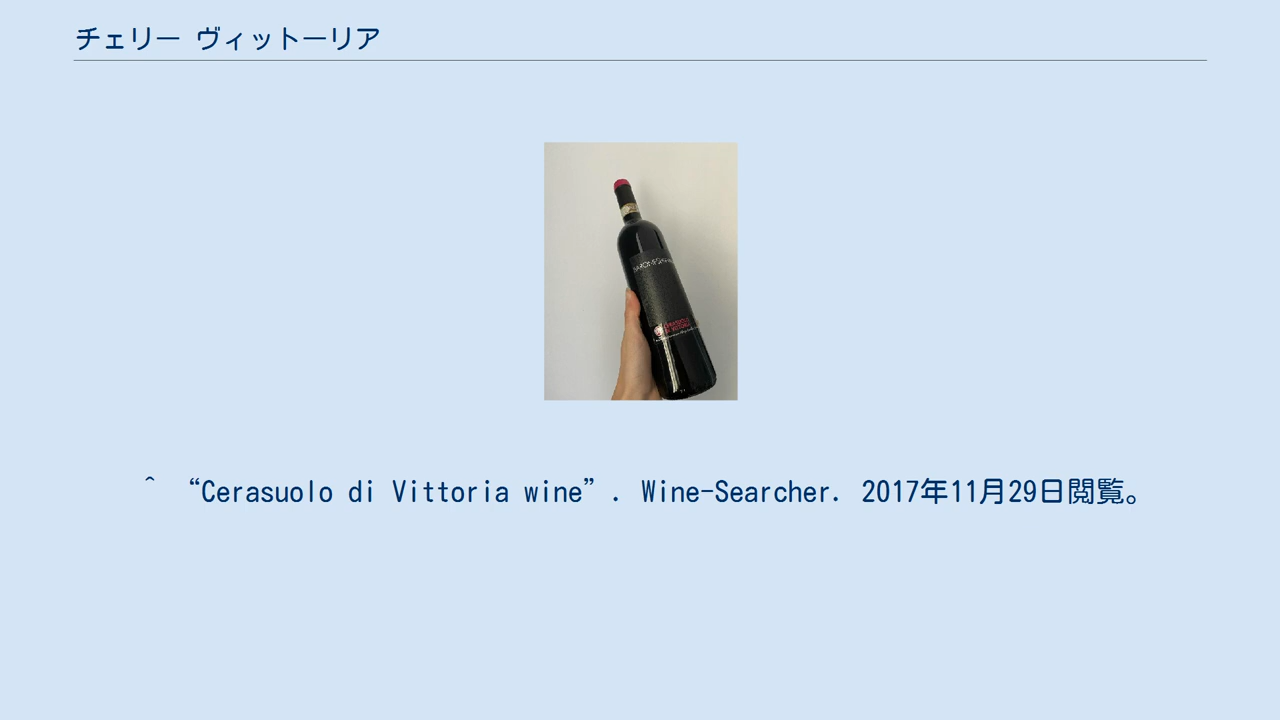 チェリー ヴィットーリア
^ “Cerasuolo di Vittoria wine”. Wine-Searcher. 2017年11月29日閲覧。